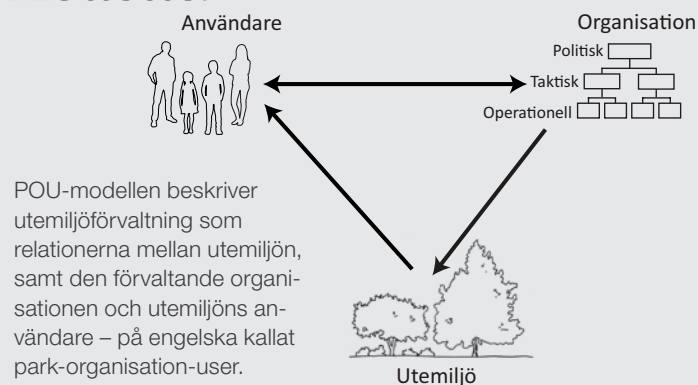 Användare
Organisation
Politisk
Taktisk
Operationell
POU-modellen beskriver
utemiljöförvaltning som
relationerna mellan utemiljön,
samt den förvaltande organi-
sationen och utemiljöns an-
vändare – på engelska kallat
park-organisation-user.
Utemiljö